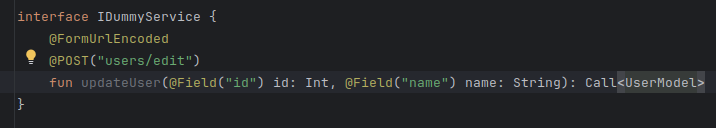 interface IDummyService {
@FormUrlEncoded
@POST("users/edit")
fun updateUser(@Field("id") id: Int, @Field("name") name: String): Call<UserModel>
}